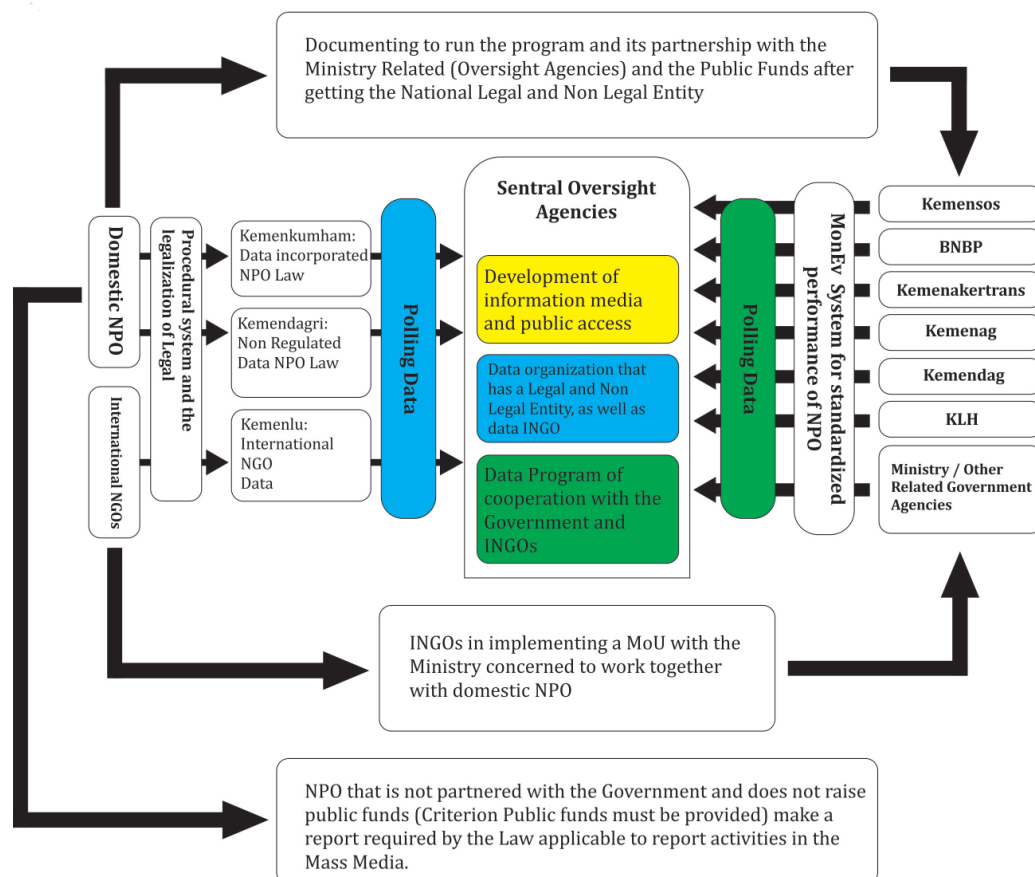 Documenting to run the program and its partnership with the
Ministry Related (Oversight Agencies) and the Public Funds after
getting the National Legal and Non Legal Entity
Domestic NPO
International NGOs
Procedural system and the
legalization of Legal
Kemenkumham:
Data incorporated
NPO Law
Kemendagri:
Non Regulated
Data NPO Law
Kemenlu:
International
NGO
Data
Polling Data
Sentral Oversight
Agencies
Development of
information media
and public access
Data organization that
has a Legal and Non
Legal Entity, as well as
data INGO
Data Program of
cooperation with the
Government and
INGOs
Polling Data
MonEv System for standardized
performance of NPO
Kemensos
BNBP
Kemenakertrans
Kemenag
Kemendag
KLH
Ministry / Other
Related Government
Agencies
INGOs in implementing a MoU with the
Ministry concerned to work together
with domestic NPO
NPO that is not partnered with the Government and does not raise
public funds (Criterion Public funds must be provided) make a
report required by the Law applicable to report activities in the
Mass Media.